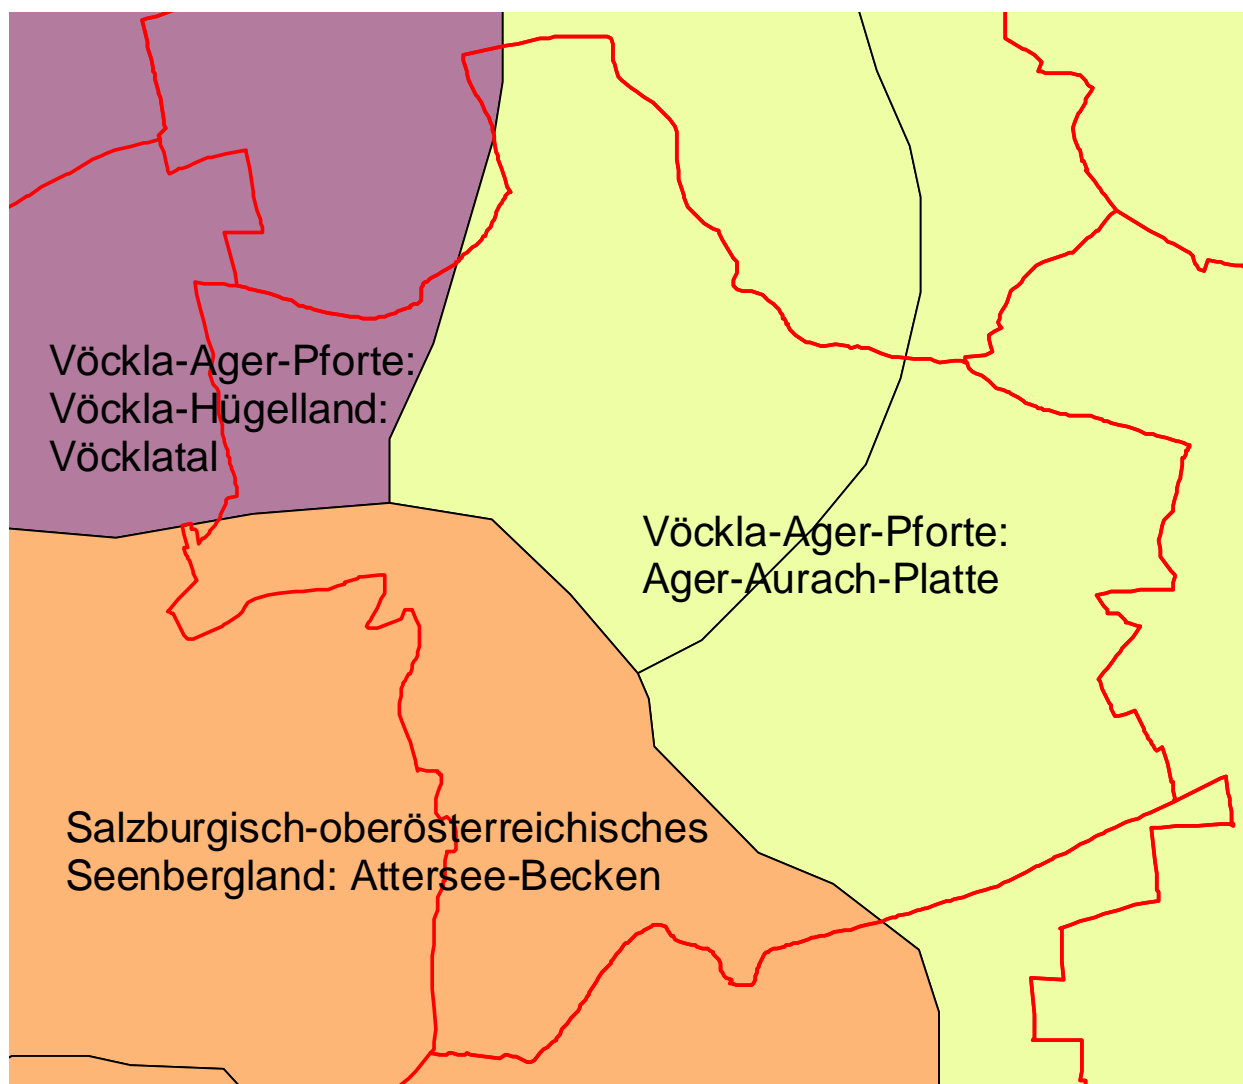 Vöckla-Ager-Pforte:
Vöckla-Hügelland:
Vöcklatal
Vöckla-Ager-Pforte:
Ager-Aurach-Platte
Salzburgisch-oberösterreichisches
Seenbergland: Attersee-Becken